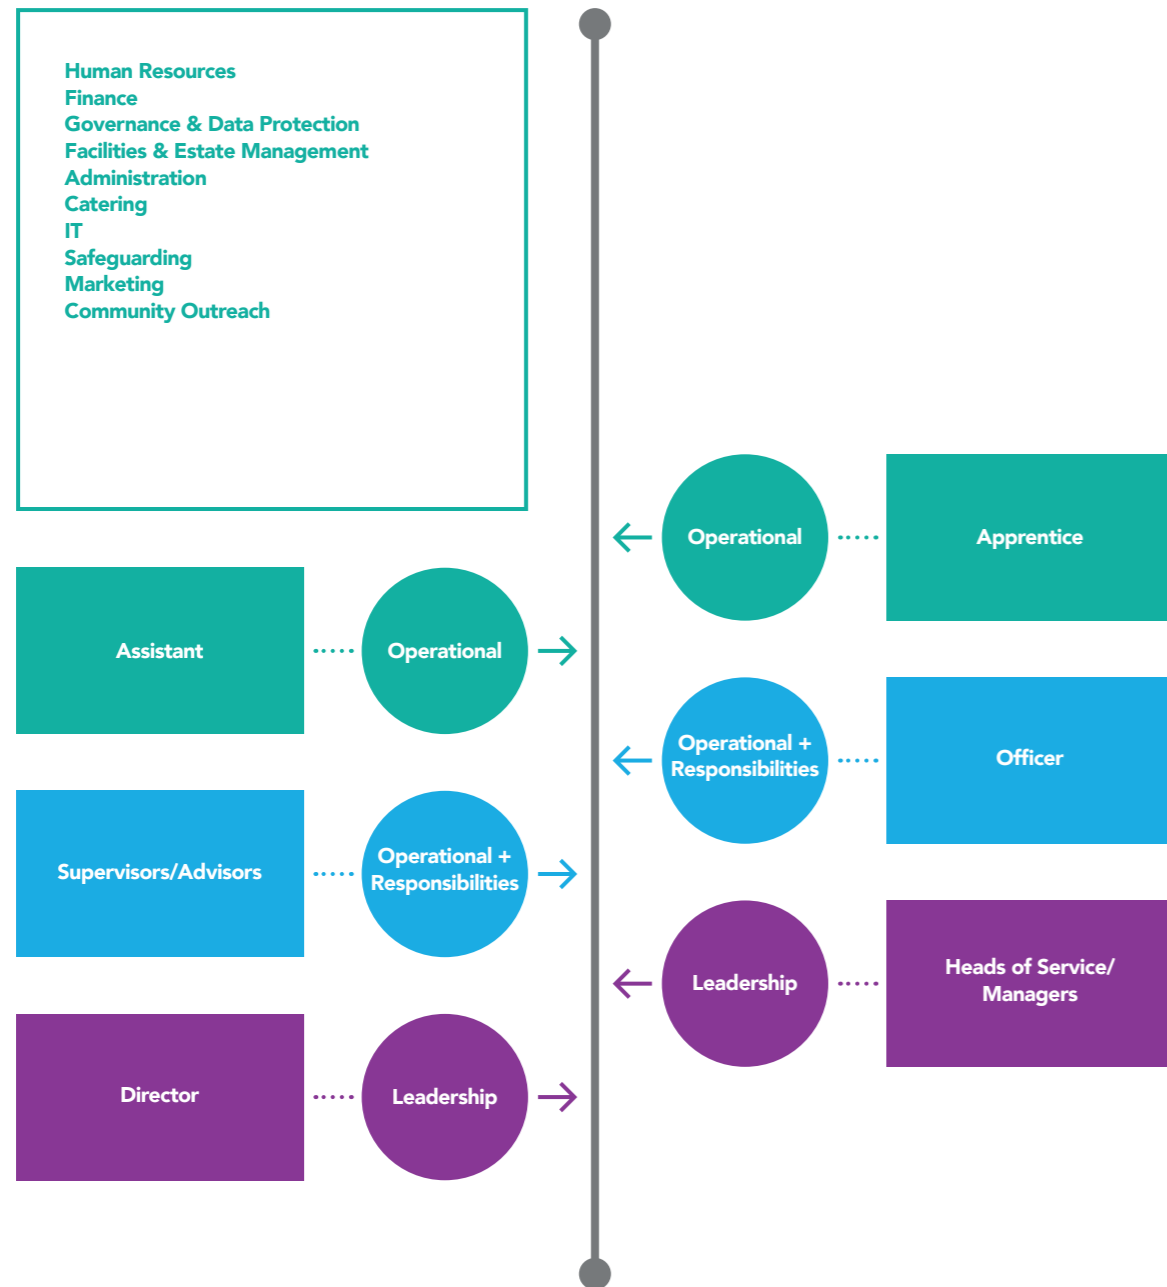 Human Resources
Finance
Governance & Data Protection
Facilities & Estate Management
Administration
Catering
IT
Safeguarding
Marketing
Community Outreach
Operational
Apprentice
Assistant
Operational
Operational +
Responsibilities
Officer
Supervisors/Advisors
Operational +
Responsibilities
Leadership
Heads of Service/
Managers
Director
Leadership